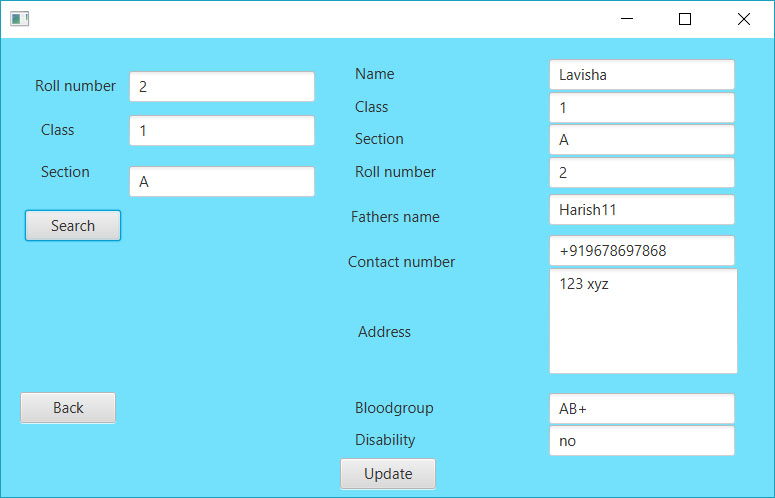 Roll number 2
Class 1
Section A
Search
Back
Name Lavisha
Class 1
Section A
Roll number 2
Fathers name Harish11
Contact number +919678697868
Address 123 xyz
Bloodgroup AB+
Disability no
Update